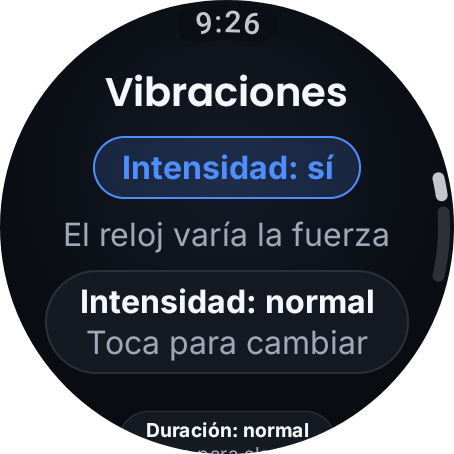 9:26
Vibraciones
Intensidad: sí
El reloj varía la fuerza
Intensidad: normal
Toca para cambiar
Duración: normal